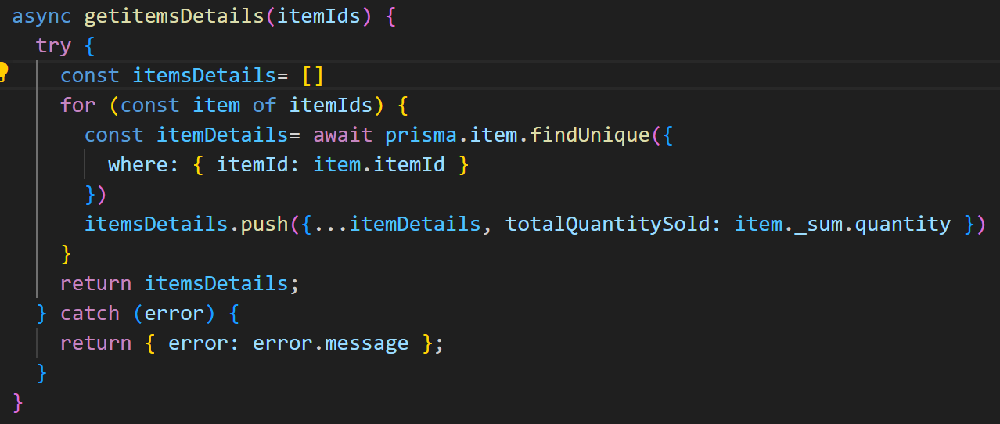 async getitemsDetails(itemIds) {
try {
const itemsDetails= []
for (const item of itemIds) {
const itemDetails= await prisma.item.findUnique({
where: { itemId: item.itemId }
})
itemsDetails.push({...itemDetails, totalQuantitySold: item._sum.quantity })
}
return itemsDetails;
} catch (error) {
return { error: error.message };
}
}